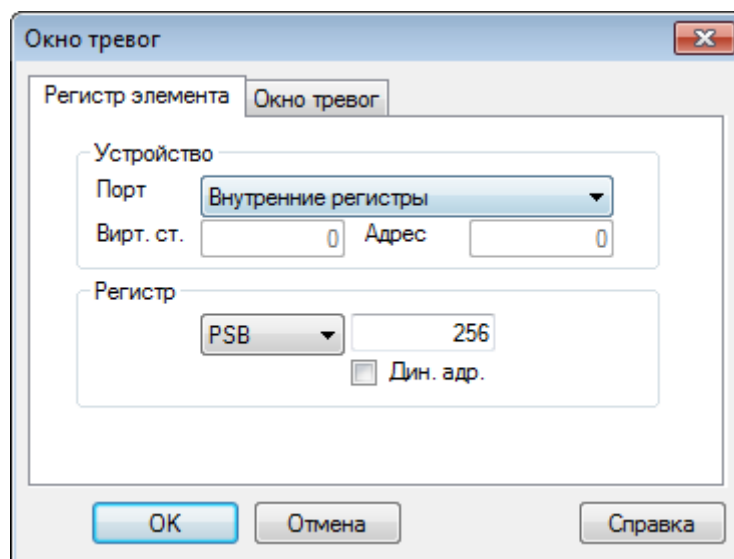 Окно тревог
Регистр элемента Окно тревог
Устройство
Порт Внутренние регистры
Вирт. ст. 0 Адрес 0
Регистр
PSB 256
Дин. адр.
OK Отмена Справка